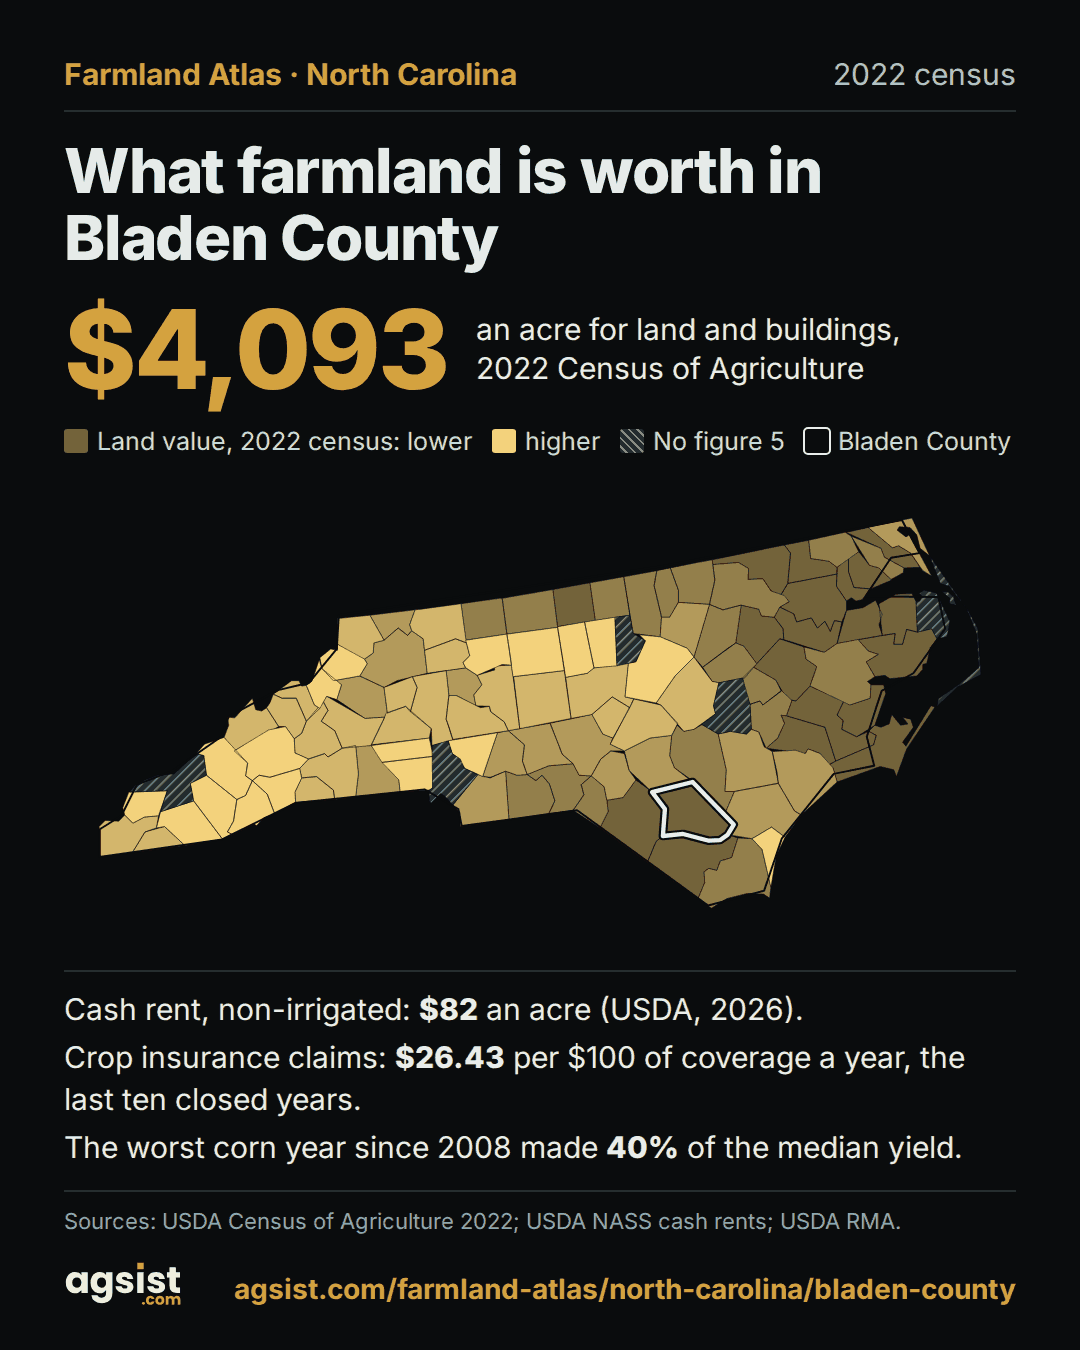 Farmland Atlas · North Carolina
2022 census
What farmland is worth in
Bladen County
$4,093
an acre for land and buildings,
2022 Census of Agriculture
Land value, 2022 census: lower
higher
No figure 5
Bladen County
Cash rent, non-irrigated: $82 an acre (USDA, 2026).
Crop insurance claims: $26.43 per $100 of coverage a year, the
last ten closed years.
The worst corn year since 2008 made 40% of the median yield.
Sources: USDA Census of Agriculture 2022; USDA NASS cash rents; USDA RMA.
agsist
.com
agsist.com/farmland-atlas/north-carolina/bladen-county